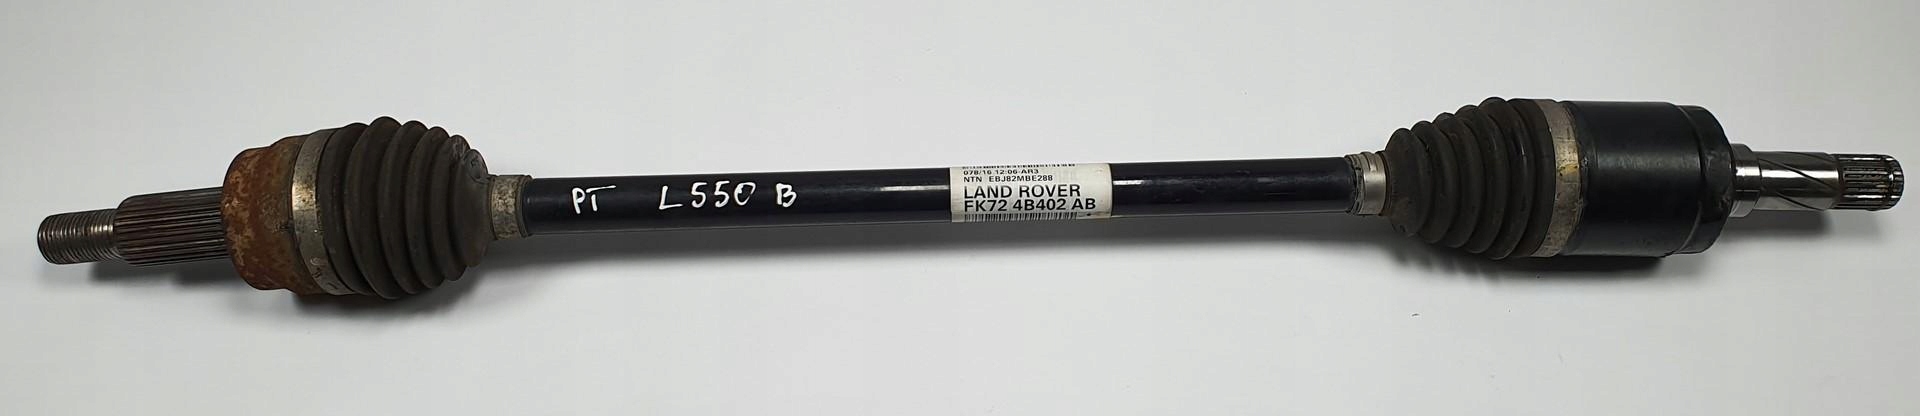 PT L550 B
078/16 12:06-AR3
NTN EBJ82MBE288
LAND ROVER
FK72 4B402 AB